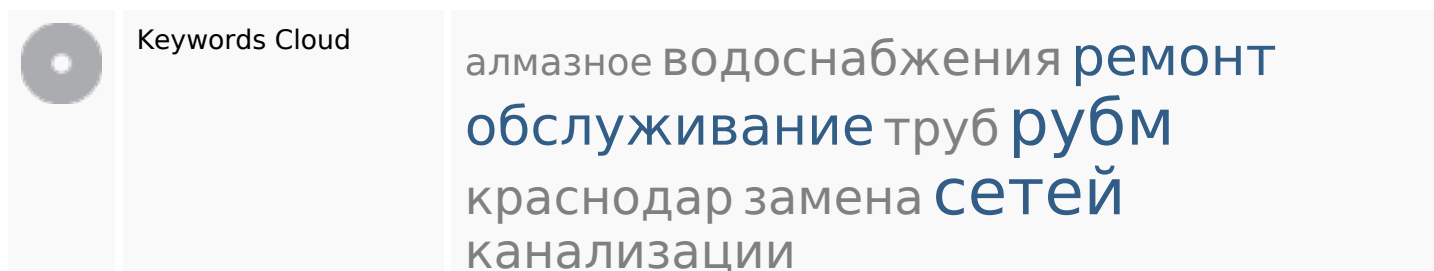 Keywords Cloud
алмазное водоснабжения ремонт
обслуживание труб рубм
краснодар замена сетей
канализации